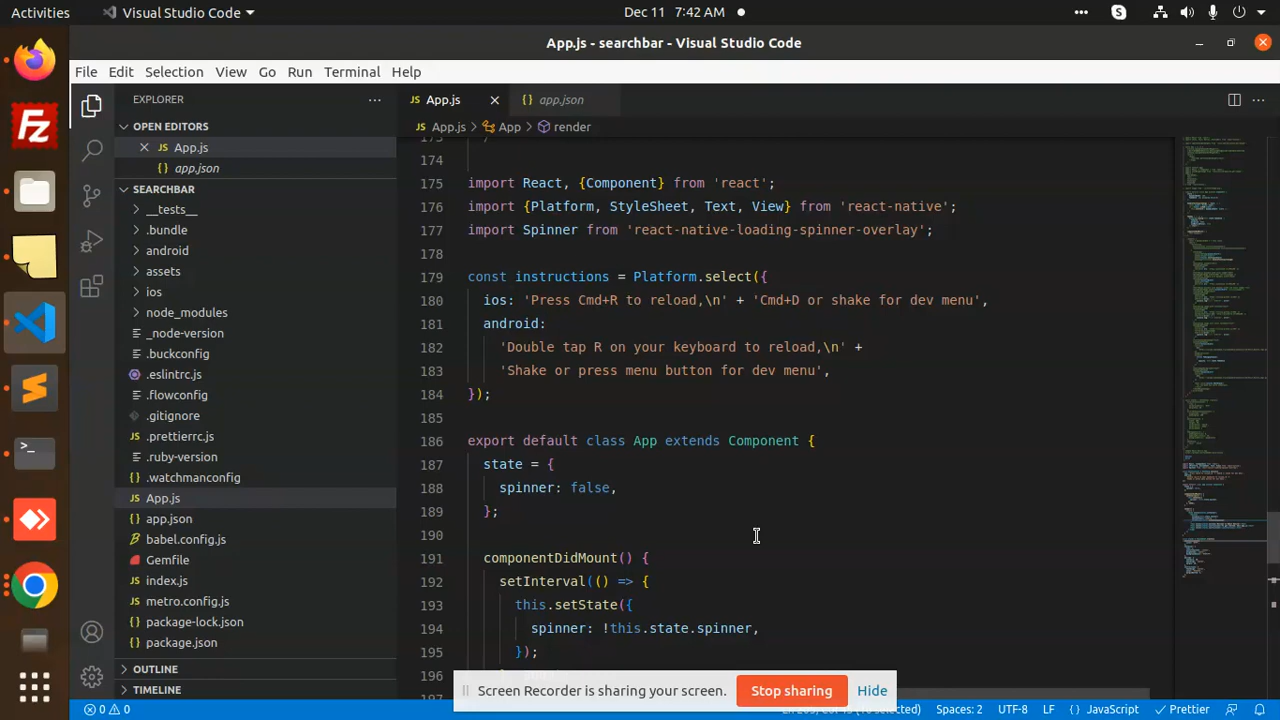 Activities
Visual Studio Code
Dec 11 7:42 AM
App.js - searchbar - Visual Studio Code
File Edit Selection View Go Run Terminal Help
EXPLORER
OPEN EDITORS
App.js
app.json
SEARCHBAR
__tests__
.bundle
android
assets
ios
node_modules
_node-version
.buckconfig
.eslintrc.js
.flowconfig
.gitignore
.prettierrc.js
.ruby-version
.watchmanconfig
App.js
app.json
babel.config.js
Gemfile
index.js
metro.config.js
package-lock.json
package.json
OUTLINE
TIMELINE
App.js
app.json
App.js > App > render
174
175 import React, {Component} from 'react';
176 import {Platform, StyleSheet, Text, View} from 'react-native';
177 import Spinner from 'react-native-loading-spinner-overlay';
178
179 const instructions = Platform.select({
180 ios: 'Press Cmd+R to reload,\n' + 'Cmd+D or shake for dev menu',
181 android:
182 'Double tap R on your keyboard to reload,\n' +
183 'Shake or press menu button for dev menu',
184 });
185
186 export default class App extends Component {
187 state = {
188 spinner: false,
189 };
190
191 componentDidMount() {
192 setInterval(() => {
193 this.setState({
194 spinner: !this.state.spinner,
195 });
196
Screen Recorder is sharing your screen.
Stop sharing
Hide
0 0
Spaces: 2
UTF-8
LF
{} JavaScript
Prettier